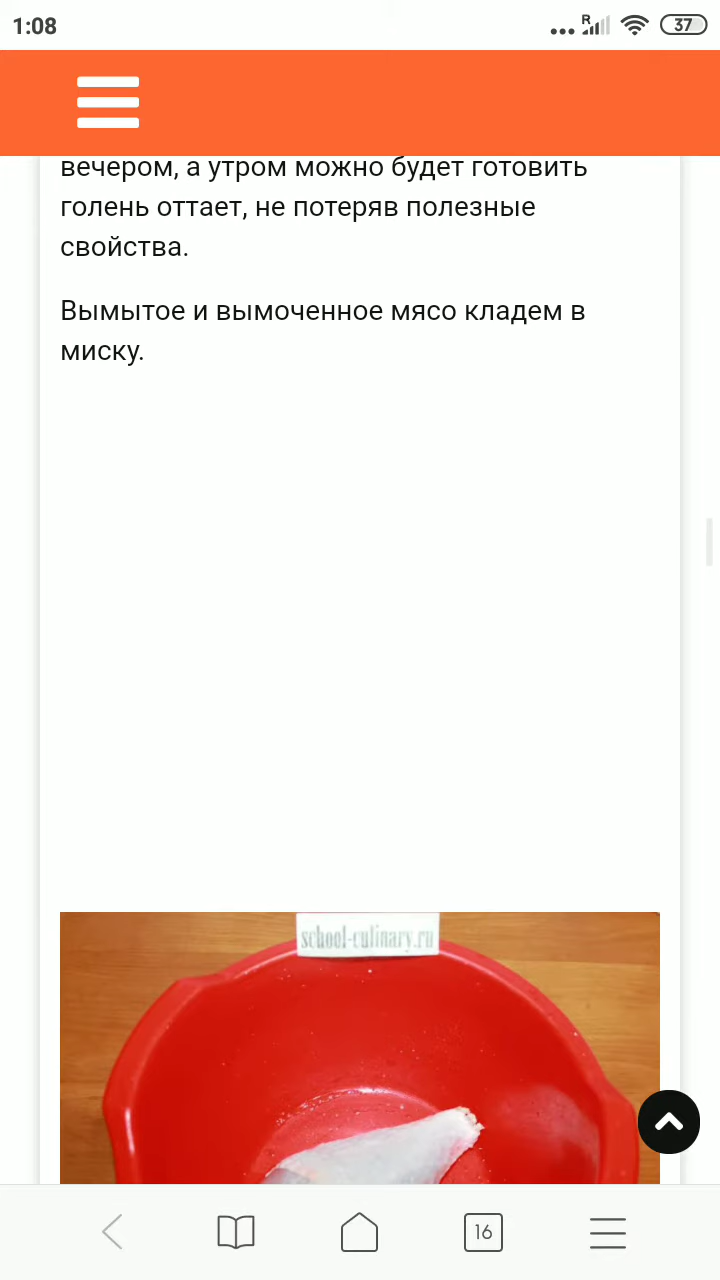 1:08
R
37
вечером, а утром можно будет готовить
голень оттает, не потеряв полезные
свойства.
Вымытое и вымоченное мясо кладем в
миску.
school-culinary.ru
16